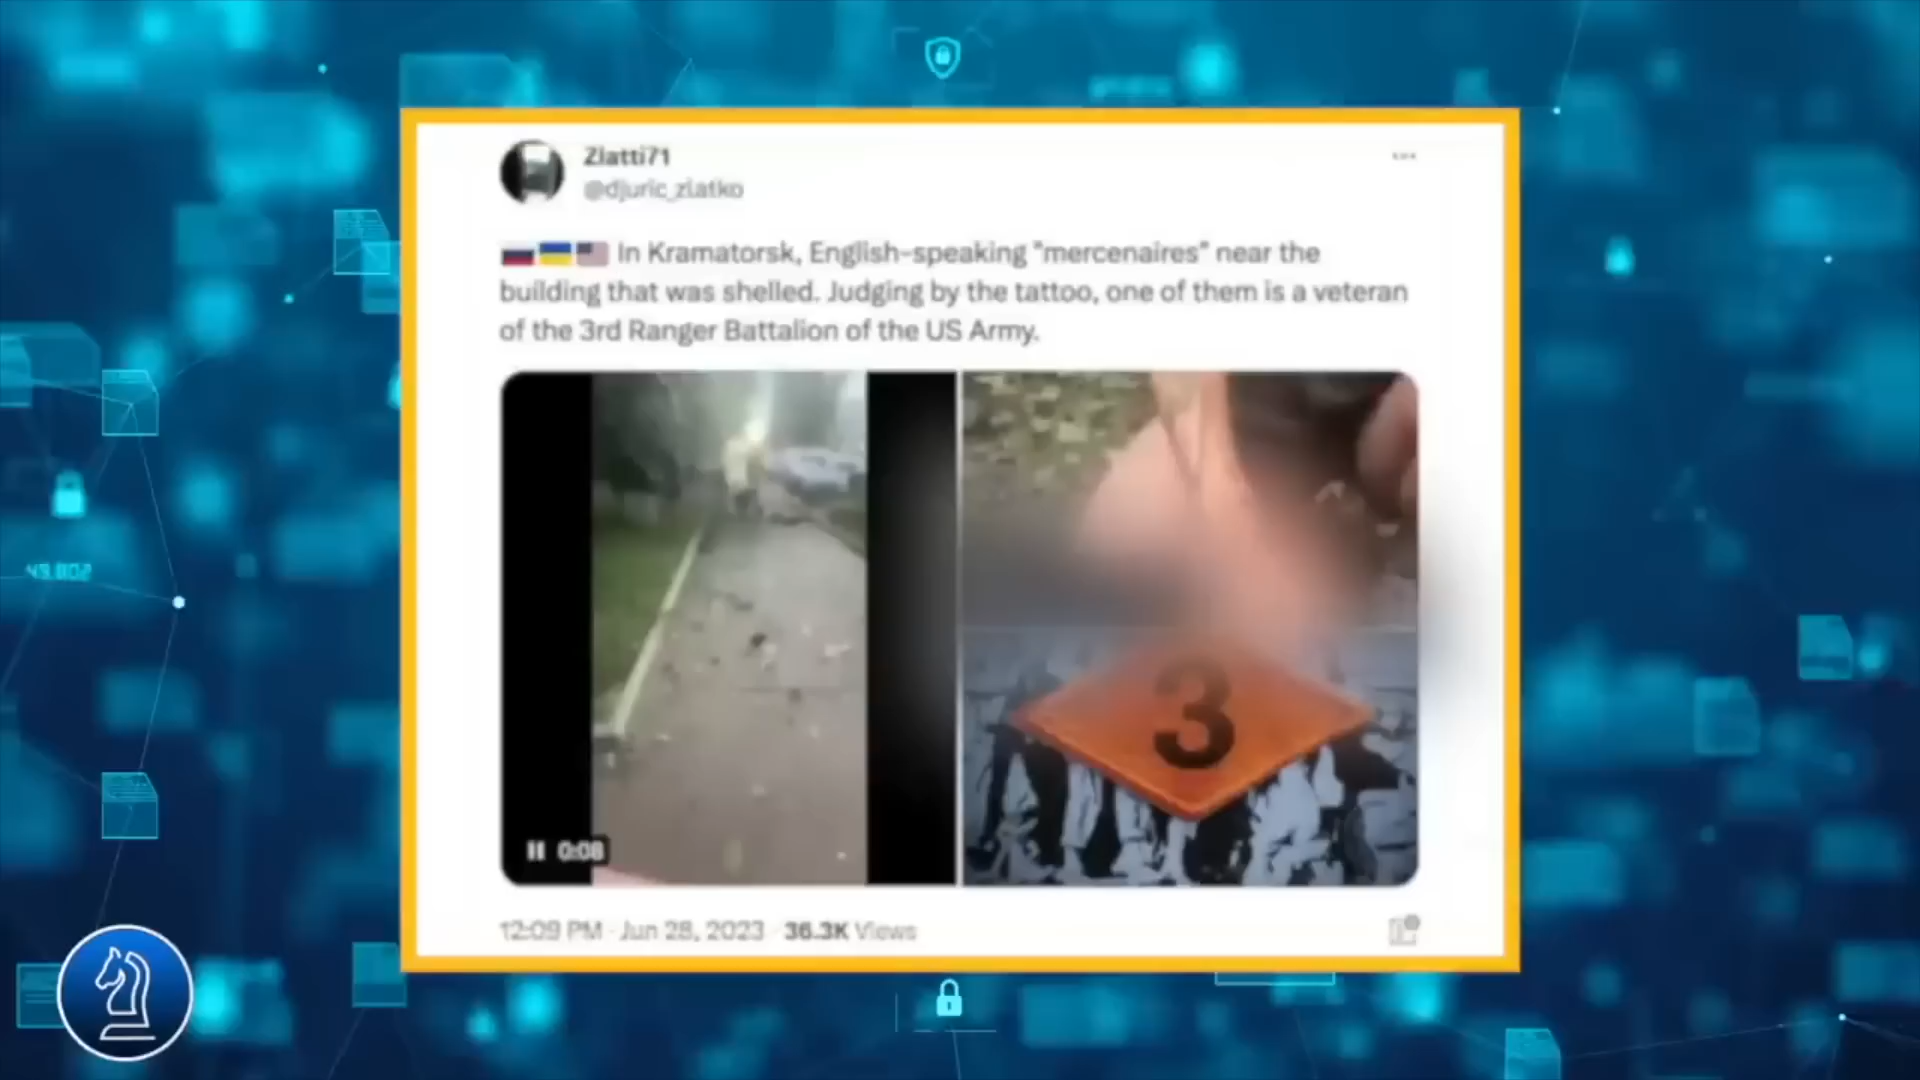 Zlatti71
@djuric_zlatko
In Kramatorsk, English-speaking "mercenaires" near the
building that was shelled. Judging by the tattoo, one of them is a veteran
of the 3rd Ranger Battalion of the US Army.
3
0:08
12:09 PM · Jun 28, 2023 · 36.3K Views